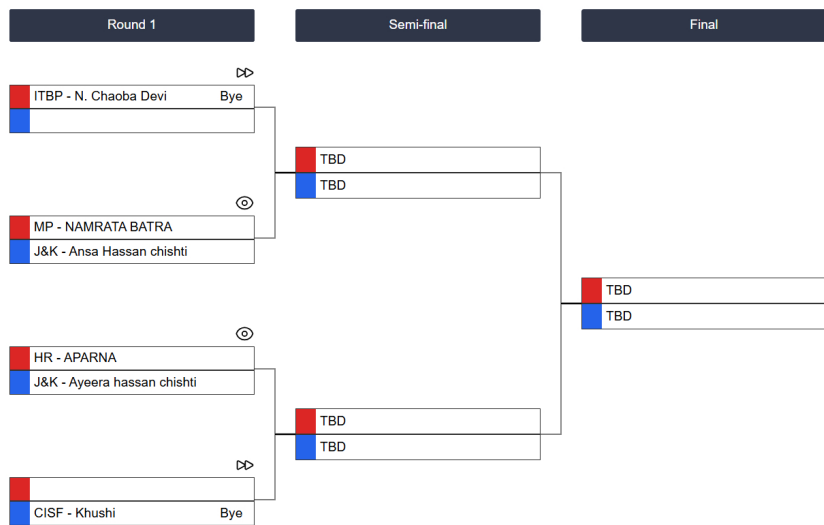 Round 1
Semi-final
Final
ITBP - N. Chaoba Devi Bye
MP - NAMRATA BATRA
J&K - Ansa Hassan chishti
HR - APARNA
J&K - Ayeera hassan chishti
CISF - Khushi Bye
TBD
TBD
TBD
TBD
TBD
TBD